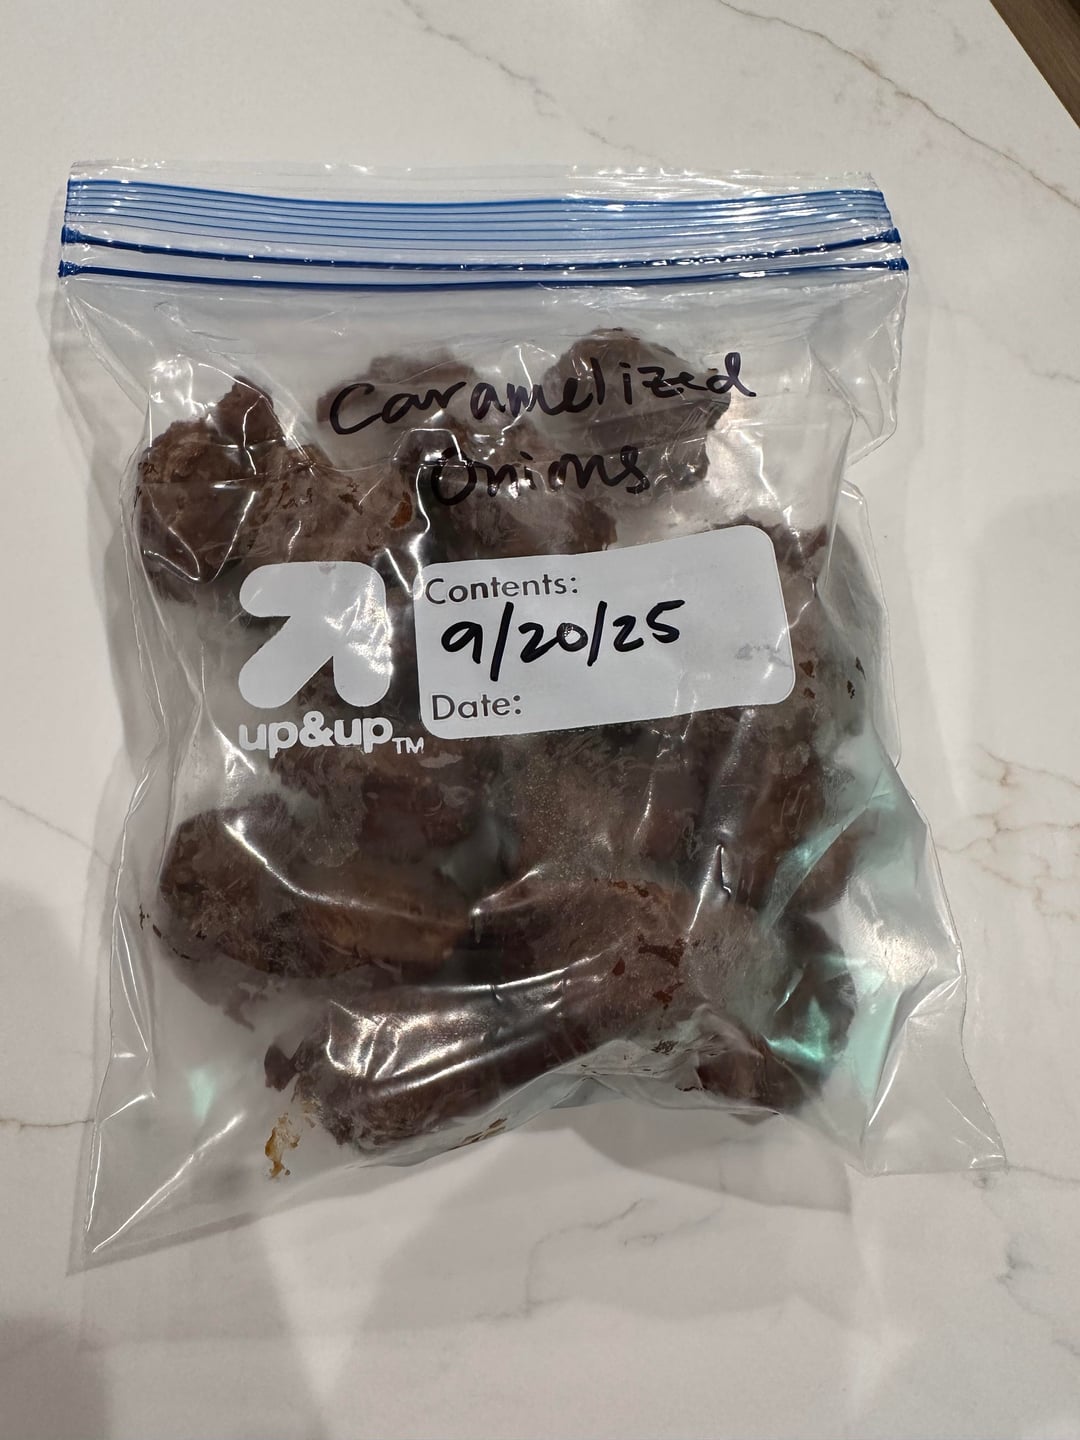 Caramelized
Onions
Contents:
9/20/25
Date:
up&up™